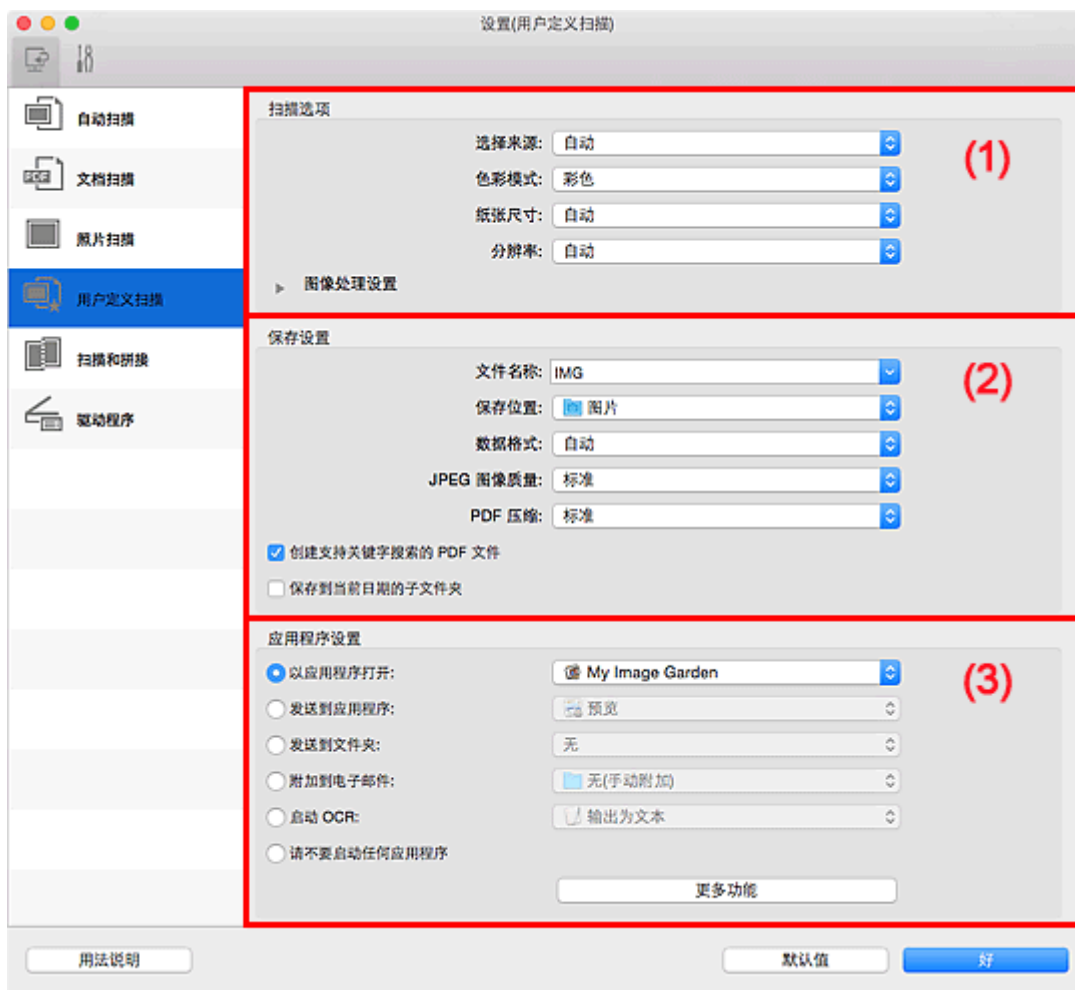 设置(用户定义扫描)
自动扫描
PDF
文档扫描
照片扫描
用户定义扫描
扫描和拼接
驱动程序
扫描选项
(1)
选择来源: 自动
色彩模式: 彩色
纸张尺寸: 自动
分辨率: 自动
图像处理设置
保存设置
(2)
文件名称: IMG
保存位置: 图片
数据格式: 自动
JPEG 图像质量: 标准
PDF 压缩: 标准
创建支持关键字搜索的 PDF 文件
保存到当前日期的子文件夹
应用程序设置
(3)
以应用程序打开: My Image Garden
发送到应用程序: 预览
发送到文件夹: 无
附加到电子邮件: 无(手动附加)
启动 OCR: 输出为文本
请不要启动任何应用程序
更多功能
用法说明
默认值
好